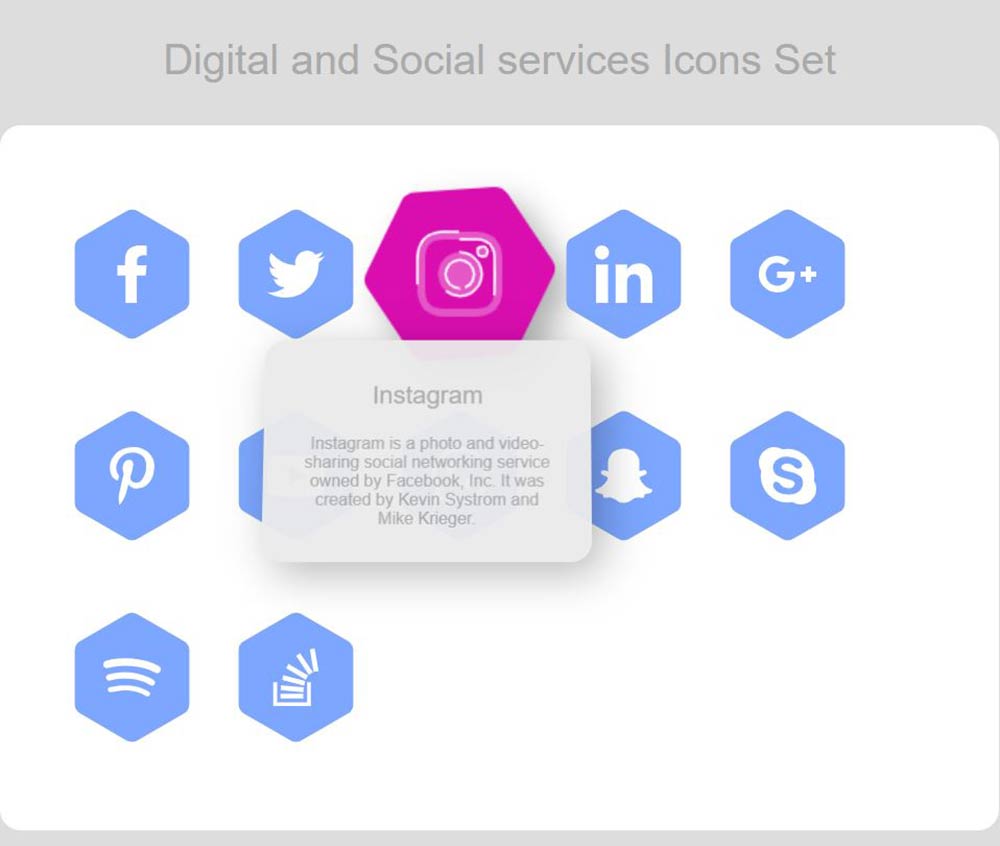 Digital and Social services Icons Set
f
in
G+
Instagram
Instagram is a photo and video-
sharing social networking service
owned by Facebook, Inc. It was
created by Kevin Systrom and
Mike Krieger.
P
S